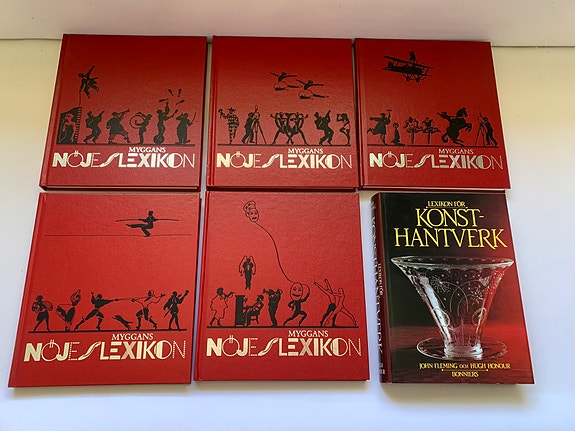 MYGGANS
NÖJESLEXIKON
MYGGANS
NÖJESLEXIKON
MYGGANS
NÖJESLEXIKON
MYGGANS
NÖJESLEXIKON
MYGGANS
NÖJESLEXIKON
LEXIKON FÖR
KONST-
HANTVERK
JOHN FLEMING OCH HUGH HONOUR
BONNIERS